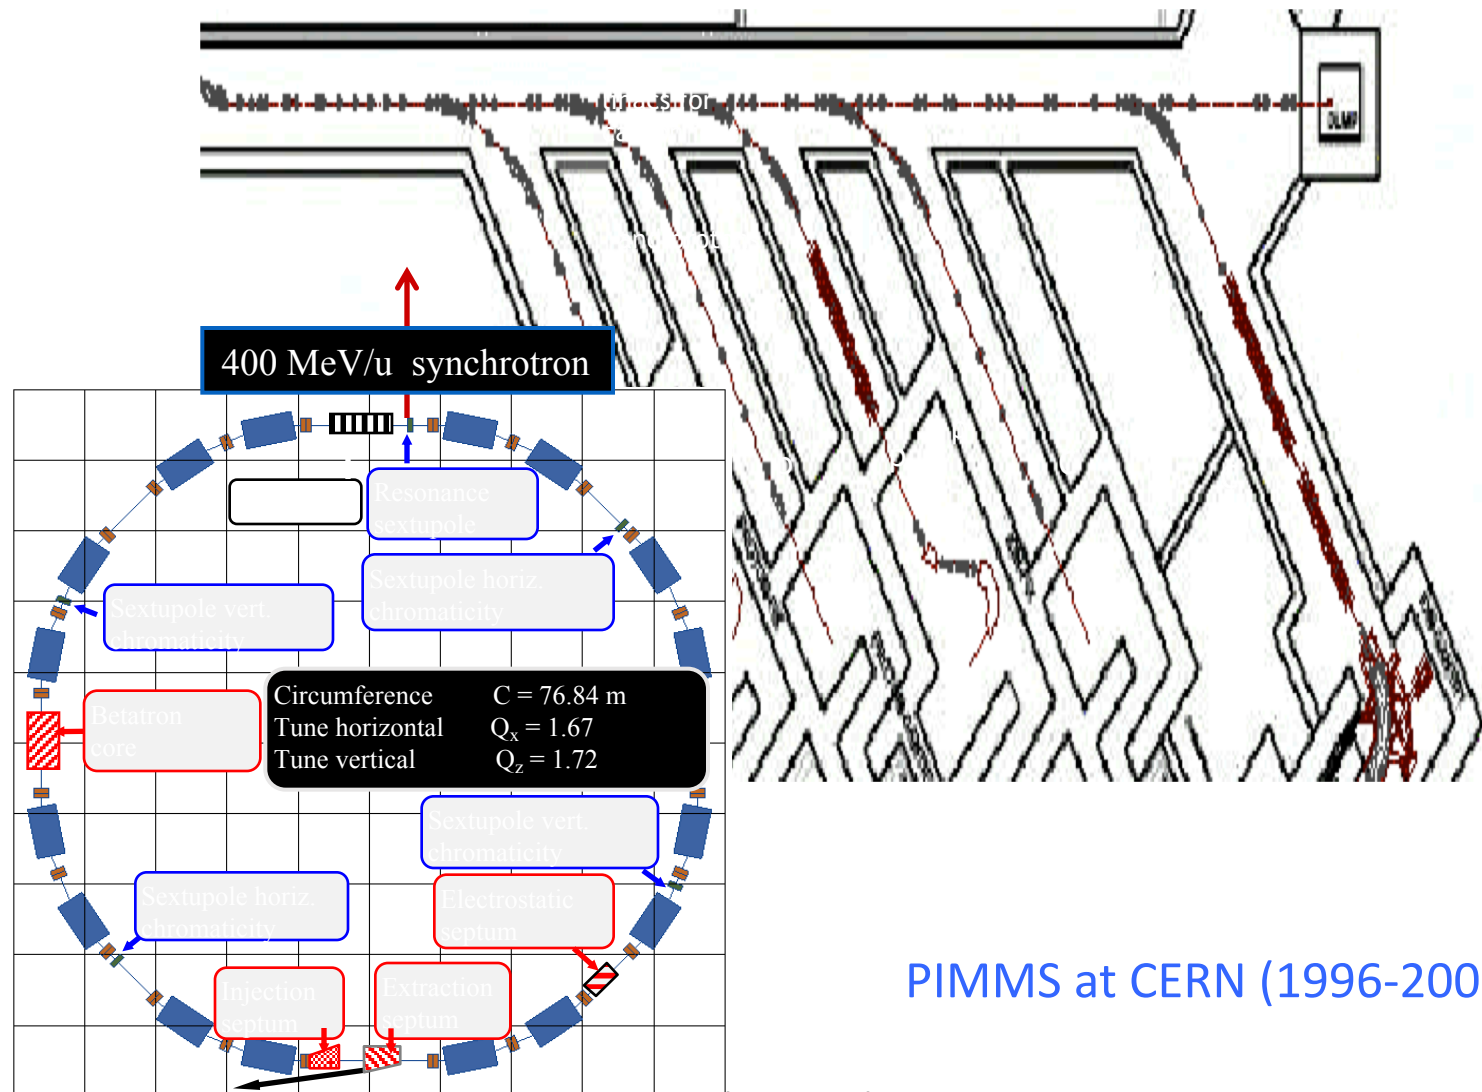 linacs for
DUMP
400 MeV/u synchrotron
Resonance
sextupole
Sextupole horiz.
chromaticity
Sextupole vert.
chromaticity
Circumference C = 76.84 m
Tune horizontal Qx = 1.67
Tune vertical Qz = 1.72
Betatron
core
Sextupole vert.
chromaticity
Sextupole horiz.
chromaticity
Electrostatic
septum
Injection
septum
Extraction
septum
PIMMS at CERN (1996-200